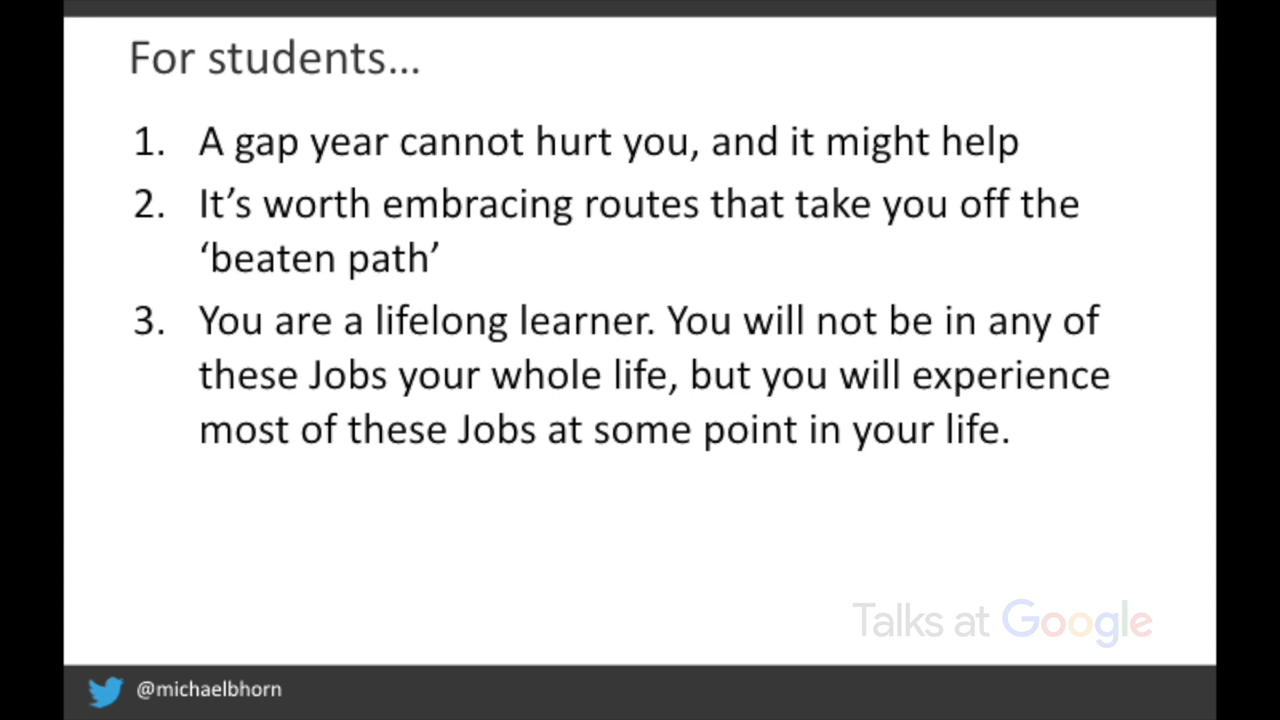 For students...
1. A gap year cannot hurt you, and it might help
2. It's worth embracing routes that take you off the
‘beaten path’
3. You are a lifelong learner. You will not be in any of
these Jobs your whole life, but you will experience
most of these Jobs at some point in your life.
Talks at Google
@michaelbhorn